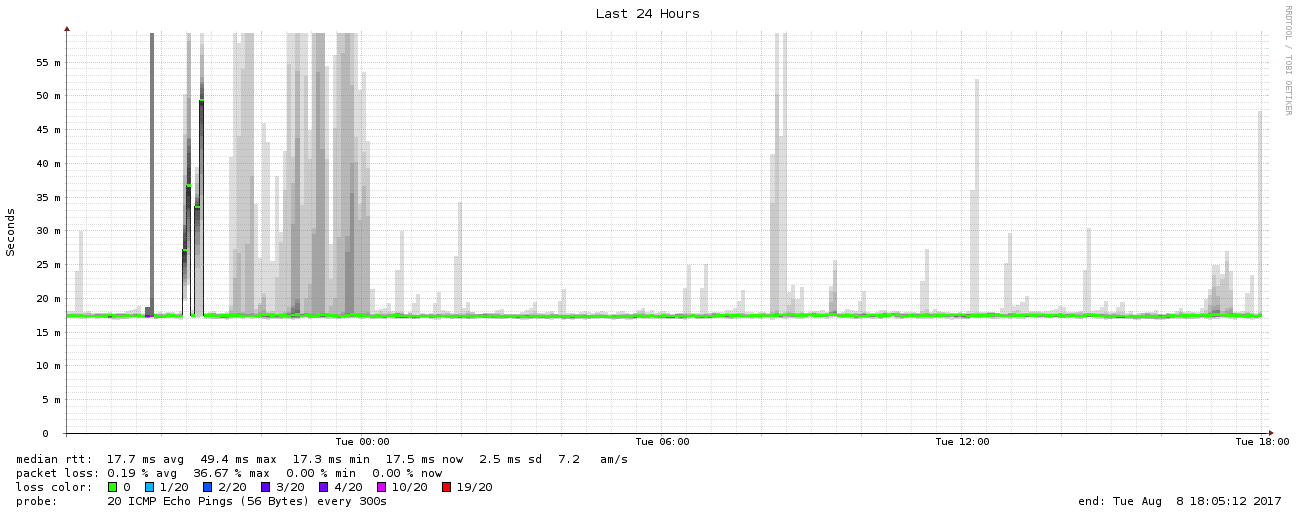 Last 24 Hours
RRDTOOL / TOBI OETIKER
Seconds
55 m
50 m
45 m
40 m
35 m
30 m
25 m
20 m
15 m
10 m
5 m
0
Tue 00:00 Tue 06:00 Tue 12:00 Tue 18:00
median rtt: 17.7 ms avg 49.4 ms max 17.3 ms min 17.5 ms now 2.5 ms sd 7.2 am/s
packet loss: 0.19 % avg 36.67 % max 0.00 % min 0.00 % now
loss color: 0 1/20 2/20 3/20 4/20 10/20 19/20
probe: 20 ICMP Echo Pings (56 Bytes) every 300s end: Tue Aug 8 18:05:12 2017